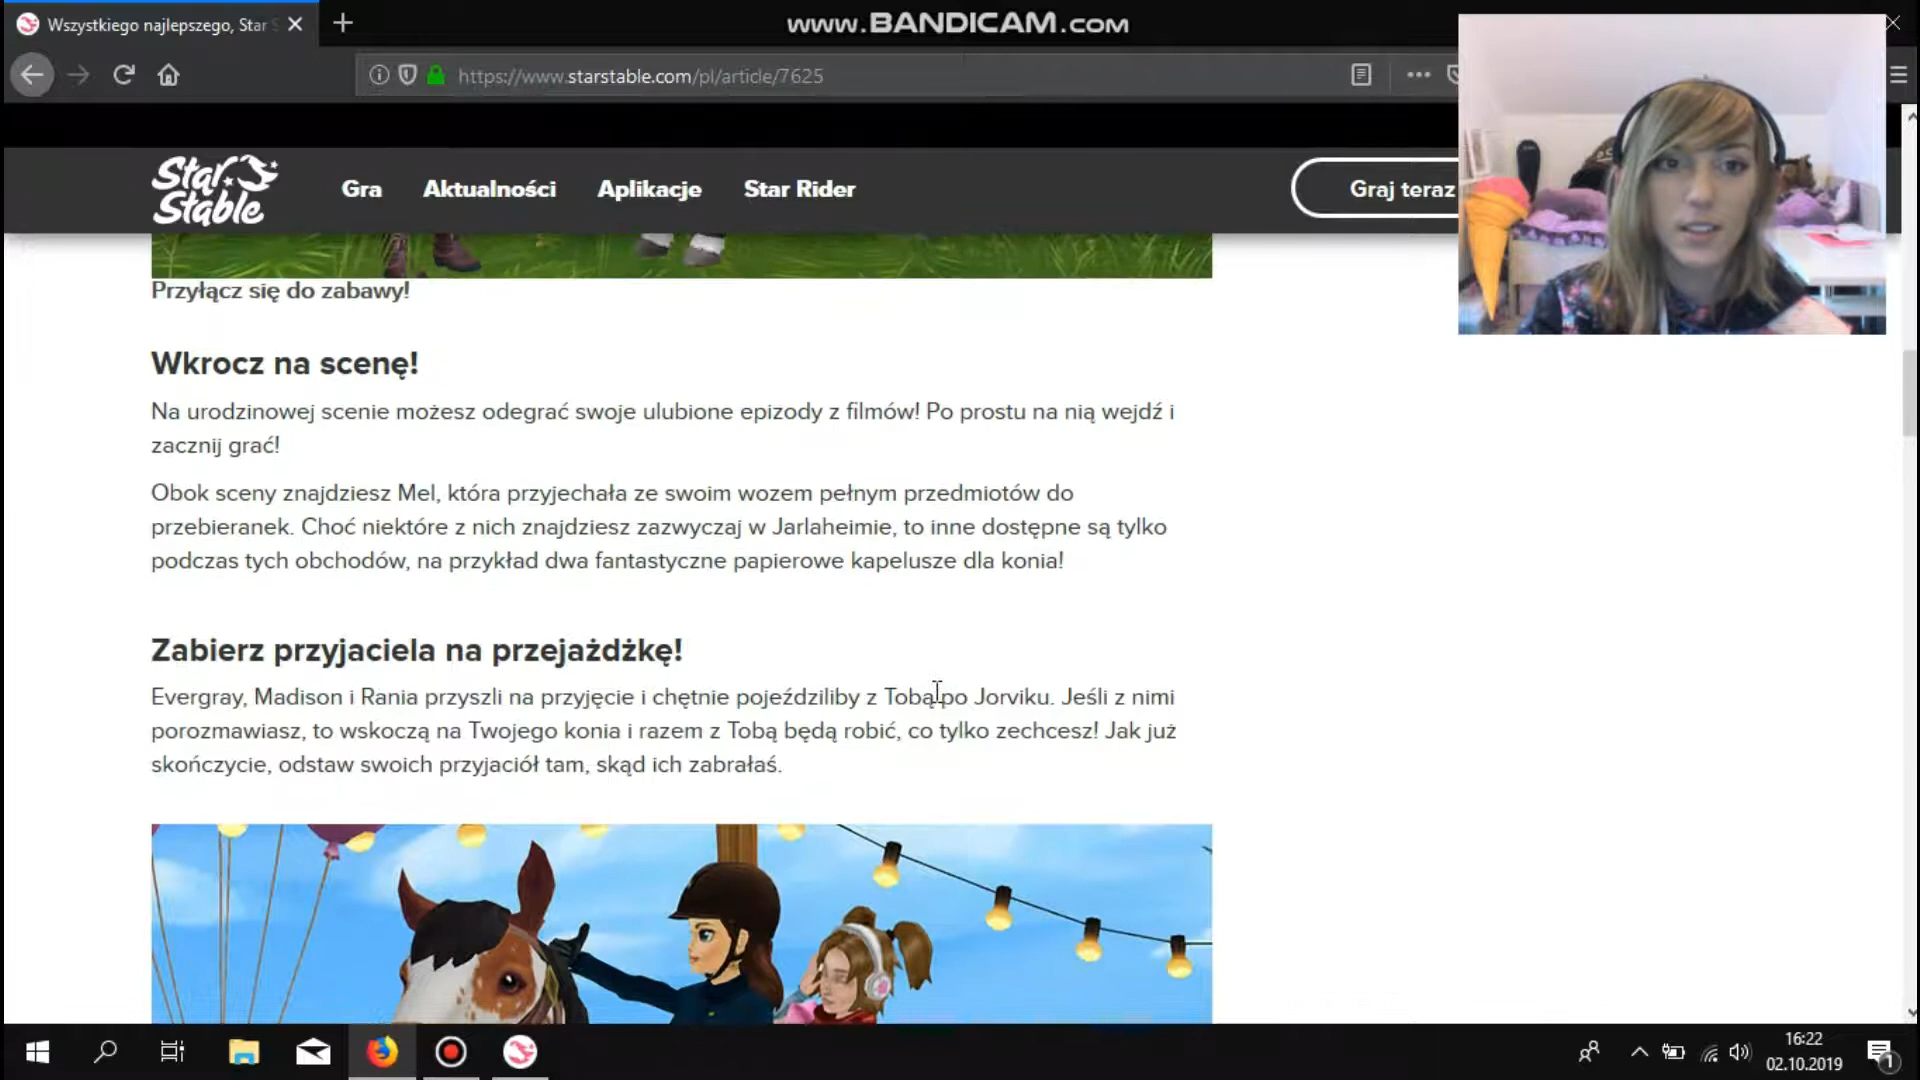 Wszystkiego najlepszego, Star
www.BANDICAM.com
https://www.starstable.com/pl/article/7625
Star Stable
Gra
Aktualności
Aplikacje
Star Rider
Graj teraz
Przyłącz się do zabawy!
Wkrocz na scenę!
Na urodzinowej scenie możesz odegrać swoje ulubione epizody z filmów! Po prostu na nią wejdź i
zacznij grać!
Obok sceny znajdziesz Mel, która przyjechała ze swoim wozem pełnym przedmiotów do
przebieranek. Choć niektóre z nich znajdziesz zazwyczaj w Jarlaheimie, to inne dostępne są tylko
podczas tych obchodów, na przykład dwa fantastyczne papierowe kapelusze dla konia!
Zabierz przyjaciela na przejażdżkę!
Evergray, Madison i Rania przyszli na przyjęcie i chętnie pojeździliby z Tobą po Jorviku. Jeśli z nimi
porozmawiasz, to wskoczą na Twojego konia i razem z Tobą będą robić, co tylko zechcesz! Jak już
skończycie, odstaw swoich przyjaciół tam, skąd ich zabrałaś.
16:22
02.10.2019
1